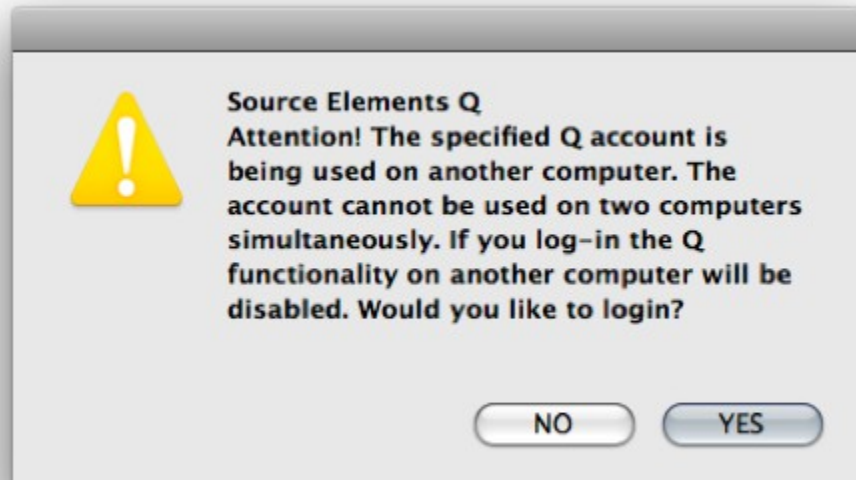 Source Elements Q
Attention! The specified Q account is
being used on another computer. The
account cannot be used on two computers
simultaneously. If you log-in the Q
functionality on another computer will be
disabled. Would you like to login?
NO
YES